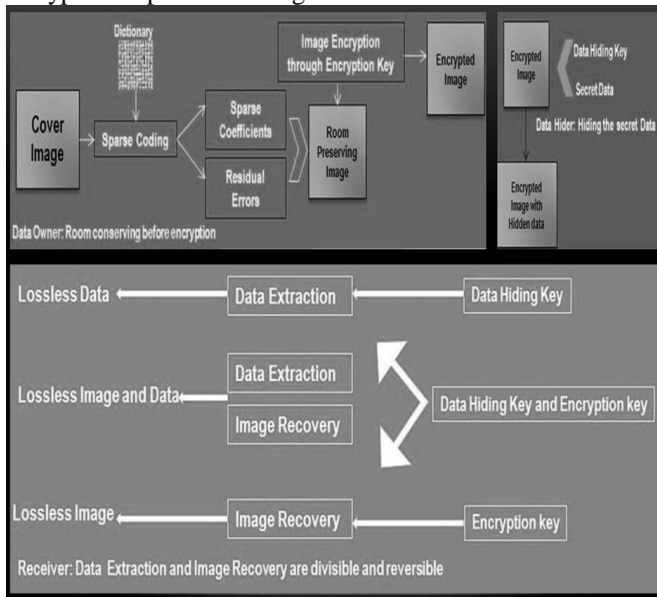 Dictionary
Cover
Image
Sparse Coding
Sparse
Coefficients
Residual
Errors
Image Encryption
through Encryption Key
Room
Preserving
Image
Encrypted
Image
Data Owner: Room conserving before encryption
Encrypted
Image
Data Hiding Key
Secret Data
Data Hider: Hiding the secret Data
Encrypted
Image with
Hidden data
Lossless Data
Data Extraction
Data Hiding Key
Lossless Image and Data
Data Extraction
Image Recovery
Data Hiding Key and Encryption key
Lossless Image
Image Recovery
Encryption key
Receiver: Data Extraction and Image Recovery are divisible and reversible